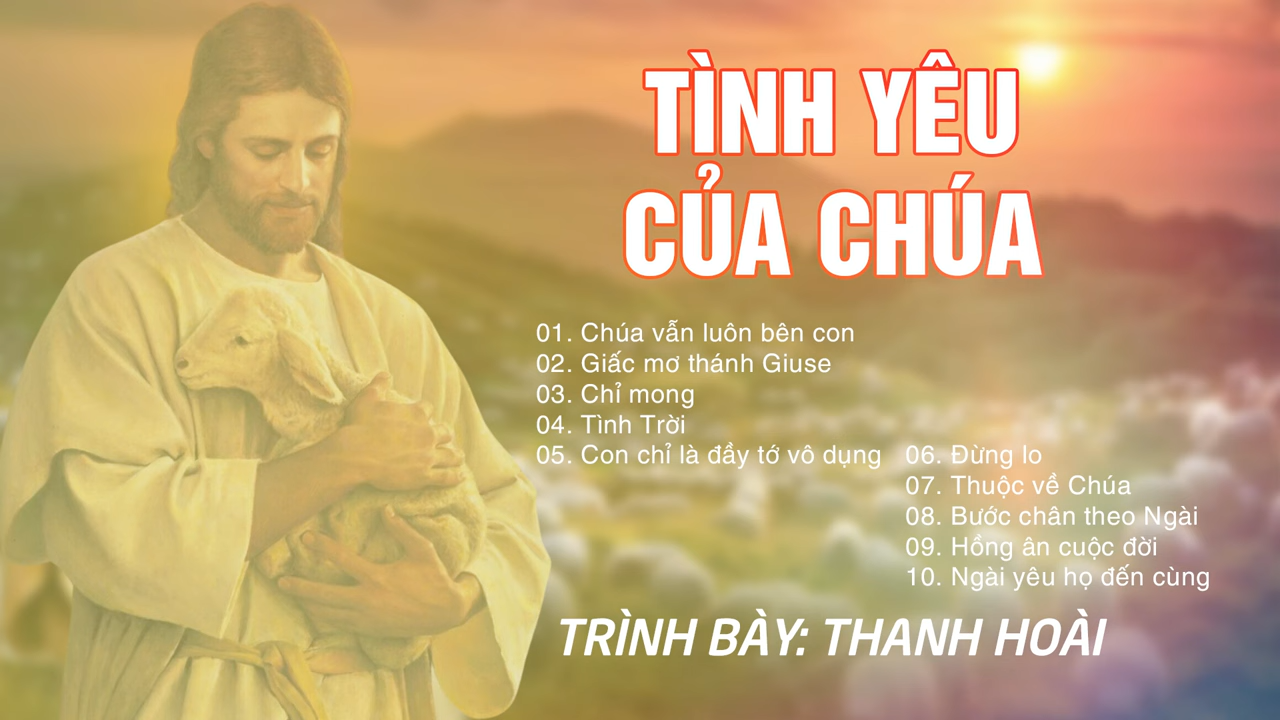 TÌNH YÊU
CỦA CHÚA
01. Chúa vẫn luôn bên con
02. Giấc mơ thánh Giuse
03. Chỉ mong
04. Tình Trời
05. Con chỉ là đầy tớ vô dụng
06. Đừng lo
07. Thuộc về Chúa
08. Bước chân theo Ngài
09. Hồng ân cuộc đời
10. Ngài yêu họ đến cùng
TRÌNH BÀY: THANH HOÀI